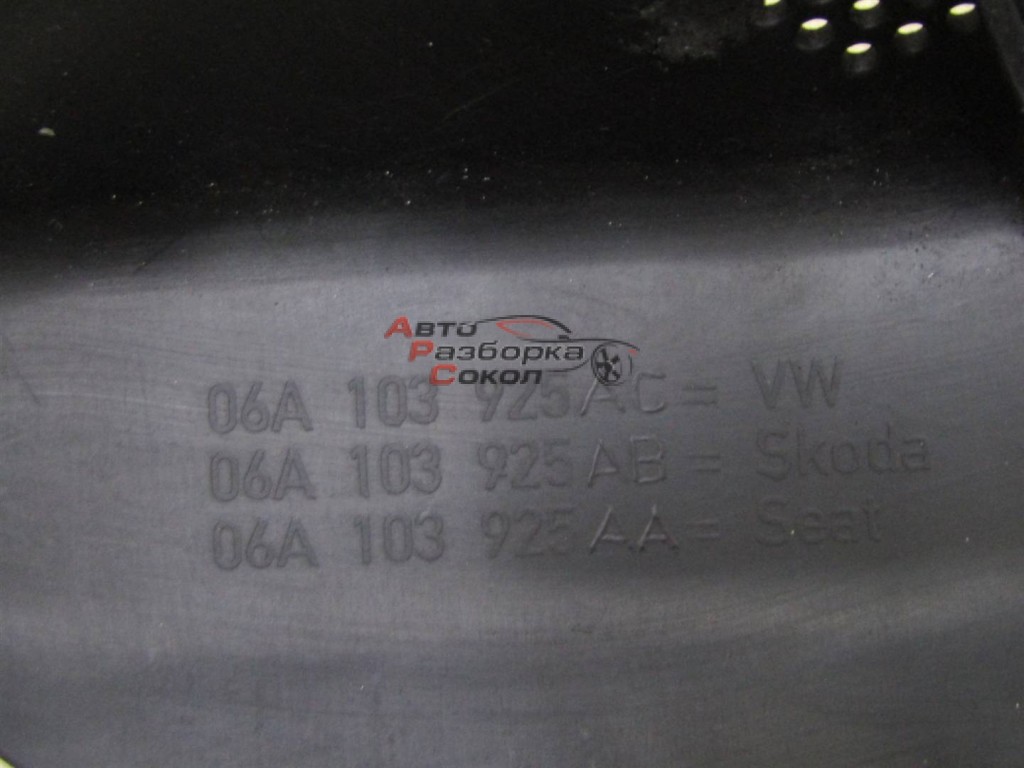 Авто
Разборка
Сокол
06A 103 925AC = VW
06A 103 925AB = Skoda
06A 103 925AA = Seat